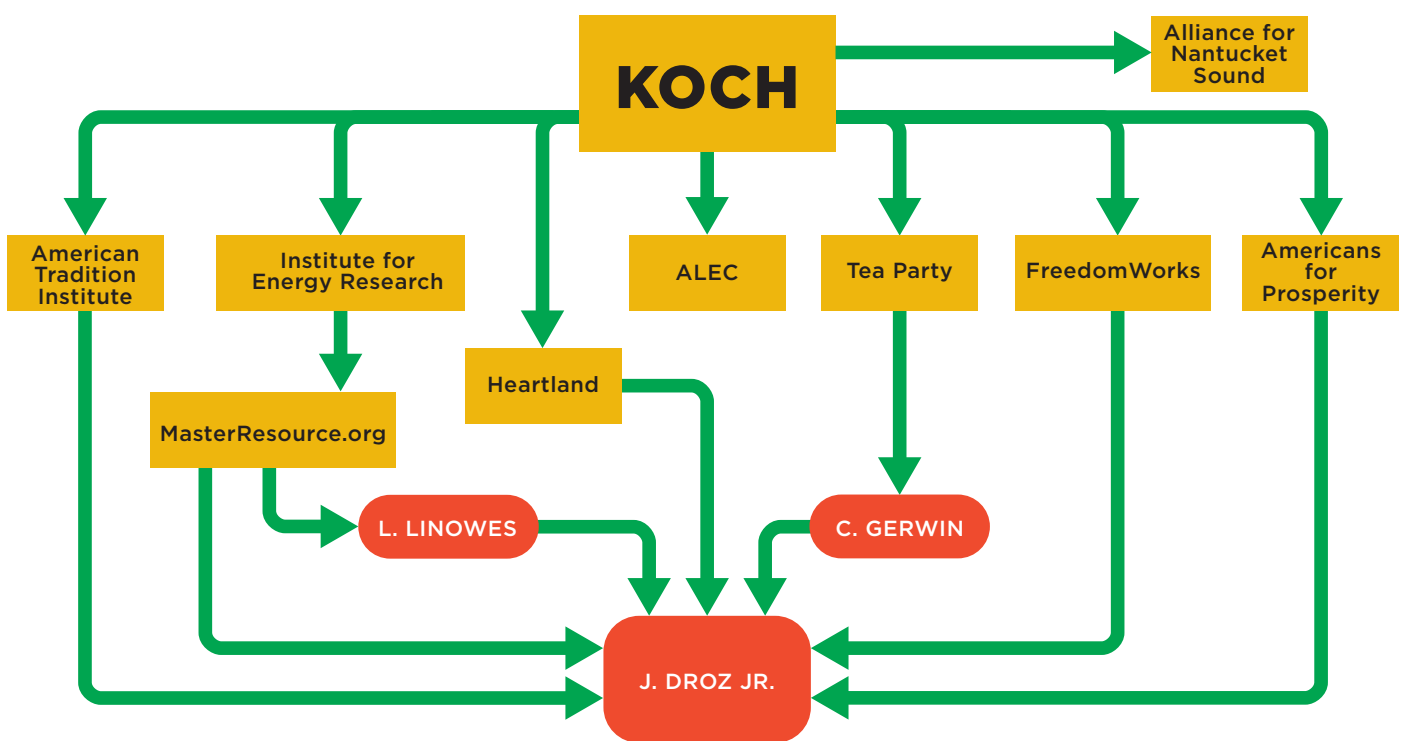 KOCH
Alliance for
Nantucket
Sound
American
Tradition
Institute
Institute for
Energy Research
ALEC
Tea Party
FreedomWorks
Americans
for
Prosperity
Heartland
MasterResource.org
L. LINOWES
C. GERWIN
J. DROZ JR.